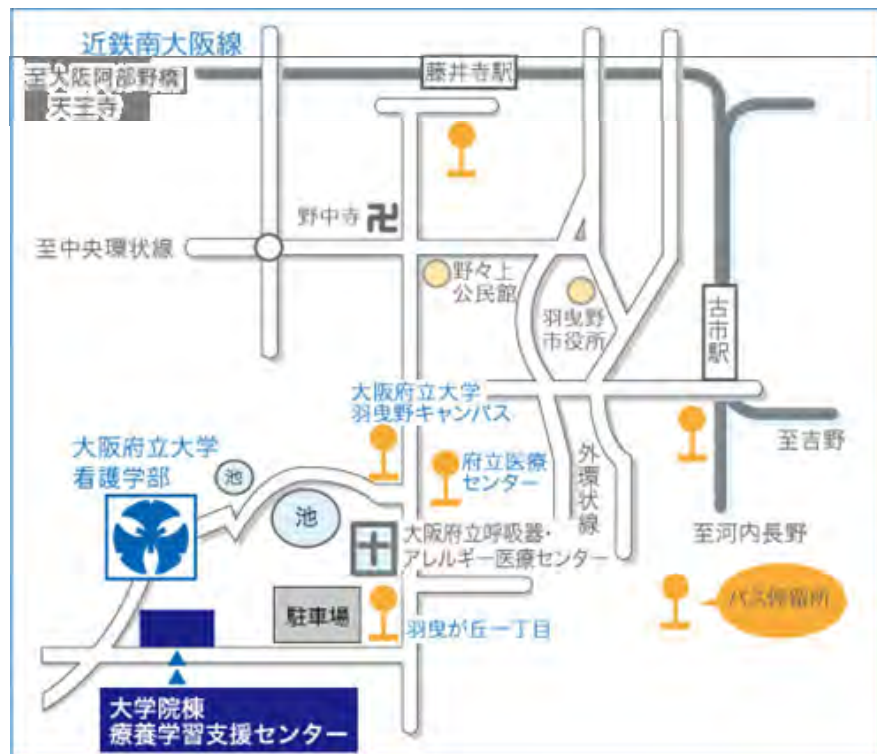 近鉄南大阪線
藤井寺駅
至大阪阿部野橋
天王寺
野中寺
至中央環状線
野々上
公民館
羽曳野
市役所
古市駅
大阪府立大学
羽曳野キャンパス
大阪府立大学
看護学部
池
池
府立医療
センター
外環状線
至吉野
至河内長野
大阪府立呼吸器・
アレルギー医療センター
駐車場
羽曳が丘一丁目
バス停留所
大学院棟
療養学習支援センター